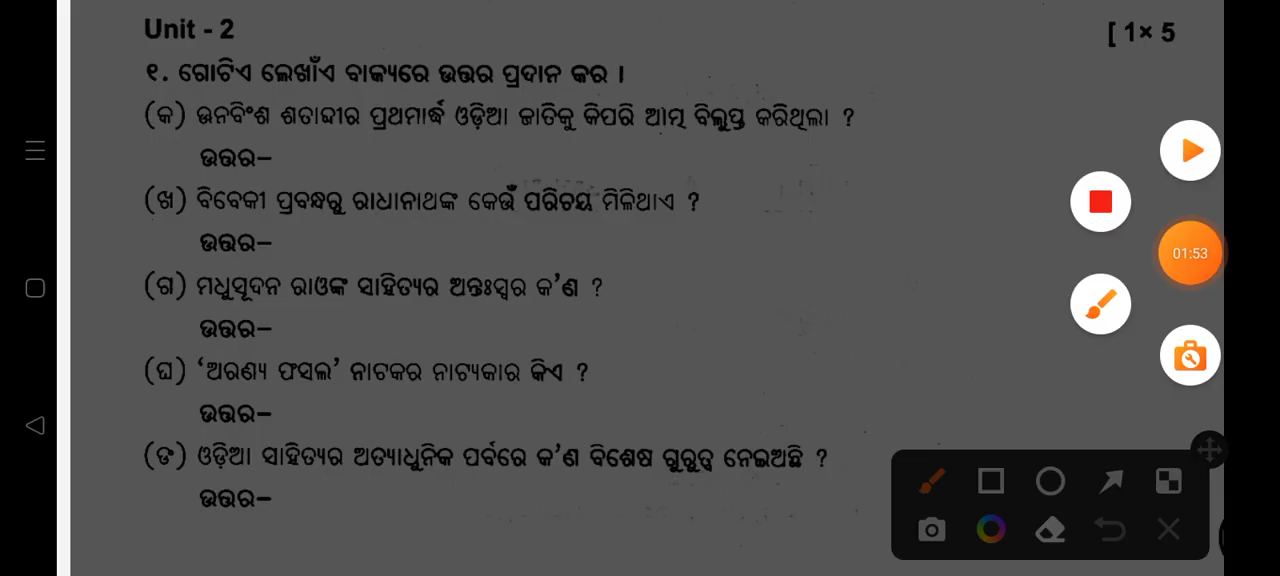 Unit - 2
[ 1× 5
୧. ଗୋଟିଏ ଲେଖାଁଏ ବାକ୍ୟରେ ଉତ୍ତର ପ୍ରଦାନ କର ।
(କ) ଊନବିଂଶ ଶତାବ୍ଦୀର ପ୍ରଥମାର୍ଦ୍ଧ ଓଡ଼ିଆ ଜାତିକୁ କିପରି ଆତ୍ମ ବିଲୁପ୍ତ କରିଥିଲା ?
ଉତ୍ତର–
(ଖ) ବିବେକୀ ପ୍ରବନ୍ଧରୁ ରାଧାନାଥଙ୍କ କେଉଁ ପରିଚୟ ମିଳିଥାଏ ?
ଉତ୍ତର–
01:53
(ଗ) ମଧୁସୂଦନ ରାଓଙ୍କ ସାହିତ୍ୟର ଅନ୍ତଃସ୍ୱର କ'ଣ ?
ଉତ୍ତର–
(ଘ) 'ଅରଣ୍ୟ ଫସଲ' ନାଟକର ନାଟ୍ୟକାର କିଏ ?
ଉତ୍ତର–
(ଙ) ଓଡ଼ିଆ ସାହିତ୍ୟର ଅତ୍ୟାଧୁନିକ ପର୍ବରେ କ'ଣ ବିଶେଷ ଗୁରୁତ୍ୱ ନେଇଅଛି ?
ଉତ୍ତର–